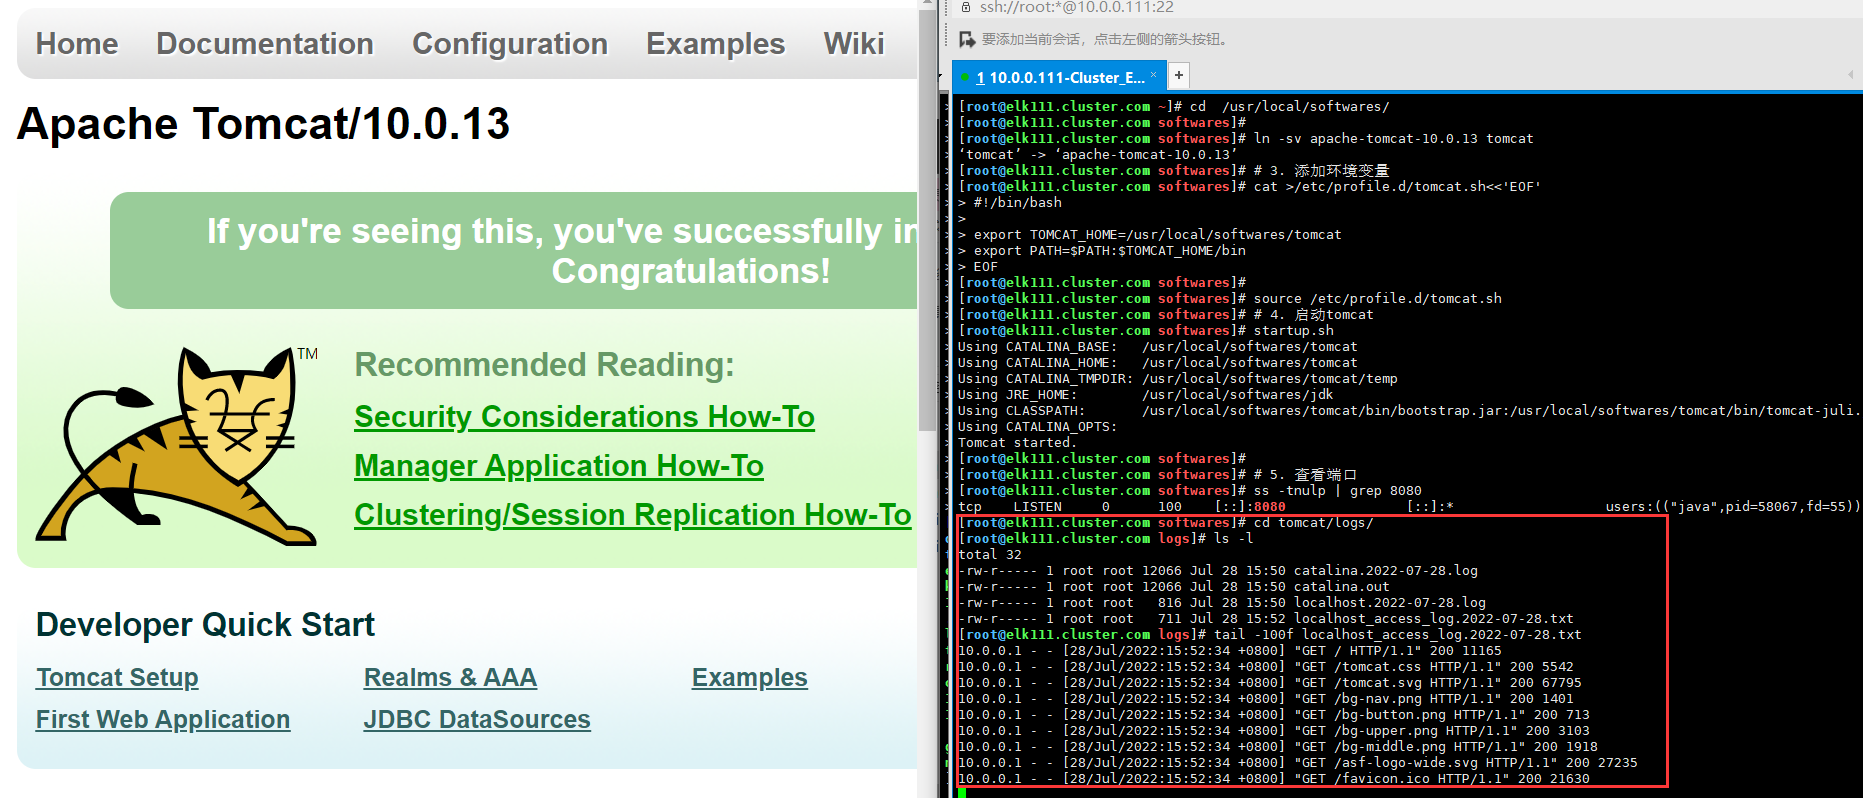 Home Documentation Configuration Examples Wiki
Apache Tomcat/10.0.13
If you're seeing this, you've successfully in
Congratulations!
TM
Recommended Reading:
Security Considerations How-To
Manager Application How-To
Clustering/Session Replication How-To
Developer Quick Start
Tomcat Setup Realms & AAA Examples
First Web Application JDBC DataSources
ssh://root:*@10.0.0.111:22
要添加当前会话，点击左侧的箭头按钮。
1 10.0.0.111-Cluster_E... × +
[root@elk111.cluster.com ~]# cd  /usr/local/softwares/
[root@elk111.cluster.com softwares]#
[root@elk111.cluster.com softwares]# ln -sv apache-tomcat-10.0.13 tomcat
‘tomcat’ -> ‘apache-tomcat-10.0.13’
[root@elk111.cluster.com softwares]# # 3. 添加环境变量
[root@elk111.cluster.com softwares]# cat >/etc/profile.d/tomcat.sh<<'EOF'
> #!/bin/bash
>
> export TOMCAT_HOME=/usr/local/softwares/tomcat
> export PATH=$PATH:$TOMCAT_HOME/bin
> EOF
[root@elk111.cluster.com softwares]#
[root@elk111.cluster.com softwares]# source /etc/profile.d/tomcat.sh
[root@elk111.cluster.com softwares]# # 4. 启动tomcat
[root@elk111.cluster.com softwares]# startup.sh
Using CATALINA_BASE:   /usr/local/softwares/tomcat
Using CATALINA_HOME:   /usr/local/softwares/tomcat
Using CATALINA_TMPDIR: /usr/local/softwares/tomcat/temp
Using JRE_HOME:        /usr/local/softwares/jdk
Using CLASSPATH:       /usr/local/softwares/tomcat/bin/bootstrap.jar:/usr/local/softwares/tomcat/bin/tomcat-juli.
Using CATALINA_OPTS:
Tomcat started.
[root@elk111.cluster.com softwares]#
[root@elk111.cluster.com softwares]# # 5. 查看端口
[root@elk111.cluster.com softwares]# ss -tnulp | grep 8080
tcp    LISTEN     0      100    [::]:8080               [::]:*                   users:(("java",pid=58067,fd=55))
[root@elk111.cluster.com softwares]# cd tomcat/logs/
[root@elk111.cluster.com logs]# ls -l
total 32
-rw-r----- 1 root root 12066 Jul 28 15:50 catalina.2022-07-28.log
-rw-r----- 1 root root 12066 Jul 28 15:50 catalina.out
-rw-r----- 1 root root   816 Jul 28 15:50 localhost.2022-07-28.log
-rw-r----- 1 root root   711 Jul 28 15:52 localhost_access_log.2022-07-28.txt
[root@elk111.cluster.com logs]# tail -100f localhost_access_log.2022-07-28.txt
10.0.0.1 - - [28/Jul/2022:15:52:34 +0800] "GET / HTTP/1.1" 200 11165
10.0.0.1 - - [28/Jul/2022:15:52:34 +0800] "GET /tomcat.css HTTP/1.1" 200 5542
10.0.0.1 - - [28/Jul/2022:15:52:34 +0800] "GET /tomcat.svg HTTP/1.1" 200 67795
10.0.0.1 - - [28/Jul/2022:15:52:34 +0800] "GET /bg-nav.png HTTP/1.1" 200 1401
10.0.0.1 - - [28/Jul/2022:15:52:34 +0800] "GET /bg-button.png HTTP/1.1" 200 713
10.0.0.1 - - [28/Jul/2022:15:52:34 +0800] "GET /bg-upper.png HTTP/1.1" 200 3103
10.0.0.1 - - [28/Jul/2022:15:52:34 +0800] "GET /bg-middle.png HTTP/1.1" 200 1918
10.0.0.1 - - [28/Jul/2022:15:52:34 +0800] "GET /asf-logo-wide.svg HTTP/1.1" 200 27235
10.0.0.1 - - [28/Jul/2022:15:52:34 +0800] "GET /favicon.ico HTTP/1.1" 200 21630